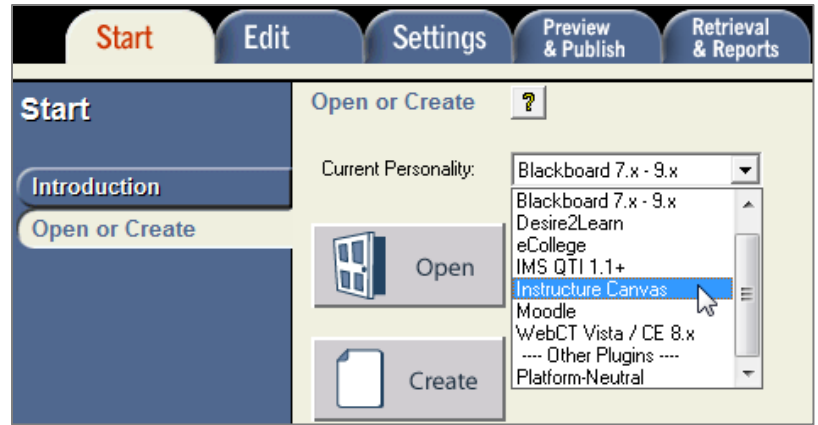 Start
Edit
Settings
Preview
& Publish
Retrieval
& Reports
Start
Introduction
Open or Create
Open or Create
?
Current Personality:
Blackboard 7.x - 9.x
Blackboard 7.x - 9.x
Desire2Learn
eCollege
IMS QTI 1.1+
Instructure Canvas
Moodle
WebCT Vista / CE 8.x
---- Other Plugins ----
Platform-Neutral
Open
Create